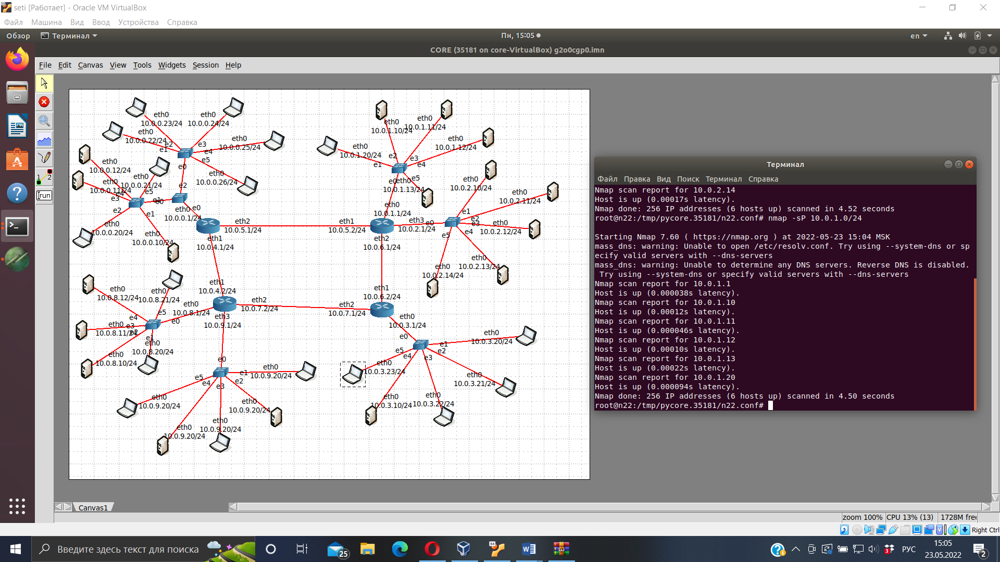 seti [Работает] - Oracle VM VirtualBox
Файл Машина Вид Ввод Устройства Справка
Обзор Терминал Пн, 15:05 en
CORE (35181 on core-VirtualBox) g2o0cgp0.imn
File Edit Canvas View Tools Widgets Session Help
eth0
10.0.0.23/24
eth0
10.0.0.24/24
eth0
10.0.0.22/24
e2
e1
e3
e4
e5
e0
eth0
10.0.0.25/24
eth0
10.0.0.26/24
eth0
10.0.0.12/24
eth0
10.0.0.11/24
eth0
10.0.0.21/24
e5
e4
e3
e2
e1
e2
e1
e0
e0
eth0
10.0.0.20/24
eth0
10.0.0.10/24
eth0
10.0.0.1/24
eth2
10.0.5.1/24
eth1
10.0.4.1/24
eth1
10.0.5.2/24
eth0
10.0.1.10/24
eth0
10.0.1.11/24
eth0
10.0.1.12/24
eth0
10.0.1.20/24
e2
e1
e3
e4
e5
e0
eth0
10.0.1.13/24
eth0
10.0.1.1/24
eth3
10.0.2.1/24
eth2
10.0.6.1/24
eth0
10.0.2.10/24
eth0
10.0.2.11/24
e1
e2
e3
e0
e4
e5
eth0
10.0.2.12/24
eth0
10.0.2.13/24
eth0
10.0.2.14/24
eth1
10.0.4.2/24
eth1
10.0.6.2/24
eth0
10.0.8.12/24
eth0
10.0.8.21/24
eth0
10.0.8.1/24
eth2
10.0.7.2/24
eth2
10.0.7.1/24
eth3
10.0.9.1/24
eth0
10.0.3.1/24
e5
e4
e3
e2
e1
e0
eth0
10.0.8.11/24
eth0
10.0.8.20/24
eth0
10.0.8.10/24
e0
e1
e2
e3
e4
e5
eth0
10.0.9.20/24
eth0
10.0.9.20/24
eth0
10.0.9.20/24
eth0
10.0.9.20/24
eth0
10.0.9.20/24
e0
e1
e2
e3
e4
e5
eth0
10.0.3.20/24
eth0
10.0.3.23/24
eth0
10.0.3.21/24
eth0
10.0.3.10/24
eth0
10.0.3.22/24
1 2
run
Терминал
Файл Правка Вид Поиск Терминал Справка
Nmap scan report for 10.0.2.14
Host is up (0.00017s latency).
Nmap done: 256 IP addresses (6 hosts up) scanned in 4.52 seconds
root@n22:/tmp/pycore.35181/n22.conf# nmap -sP 10.0.1.0/24
Starting Nmap 7.60 ( https://nmap.org ) at 2022-05-23 15:04 MSK
mass_dns: warning: Unable to open /etc/resolv.conf. Try using --system-dns or sp
ecify valid servers with --dns-servers
mass_dns: warning: Unable to determine any DNS servers. Reverse DNS is disabled.
 Try using --system-dns or specify valid servers with --dns-servers
Nmap scan report for 10.0.1.1
Host is up (0.000038s latency).
Nmap scan report for 10.0.1.10
Host is up (0.00012s latency).
Nmap scan report for 10.0.1.11
Host is up (0.000046s latency).
Nmap scan report for 10.0.1.12
Host is up (0.00010s latency).
Nmap scan report for 10.0.1.13
Host is up (0.00022s latency).
Nmap scan report for 10.0.1.20
Host is up (0.000094s latency).
Nmap done: 256 IP addresses (6 hosts up) scanned in 4.50 seconds
root@n22:/tmp/pycore.35181/n22.conf#
Canvas1
zoom 100% CPU 13% (13) 1728M free
Right Ctrl
Введите здесь текст для поиска
25
64
3
РУС
15:05
23.05.2022
2